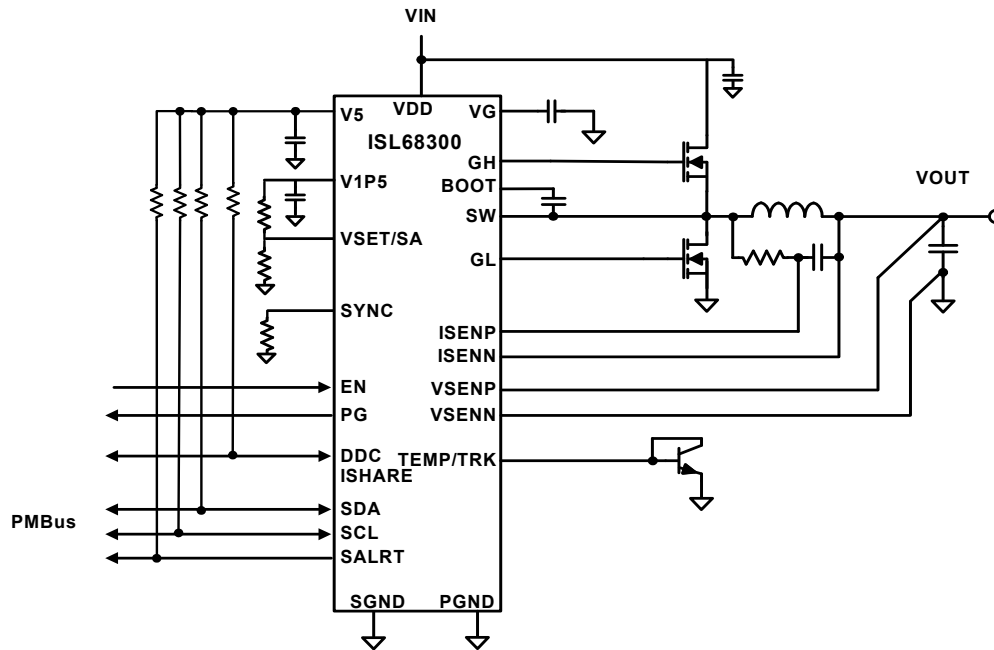 VIN
V5
VDD
VG
ISL68300
GH
V1P5
BOOT
VOUT
SW
VSET/SA
GL
SYNC
ISENP
ISENN
EN
VSENP
PG
VSENN
DDC
TEMP/TRK
ISHARE
SDA
PMBus
SCL
SALRT
SGND
PGND